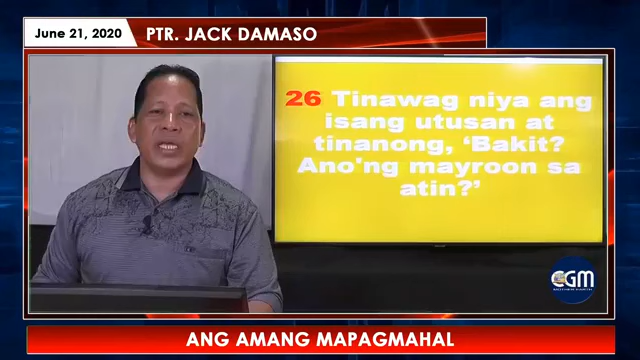 June 21, 2020
PTR. JACK DAMASO
26 Tinawag niya ang
isang utusan at
tinanong, ‘Bakit?
Ano'ng mayroon sa
atin?’
CGM
ANG AMANG MAPAGMAHAL